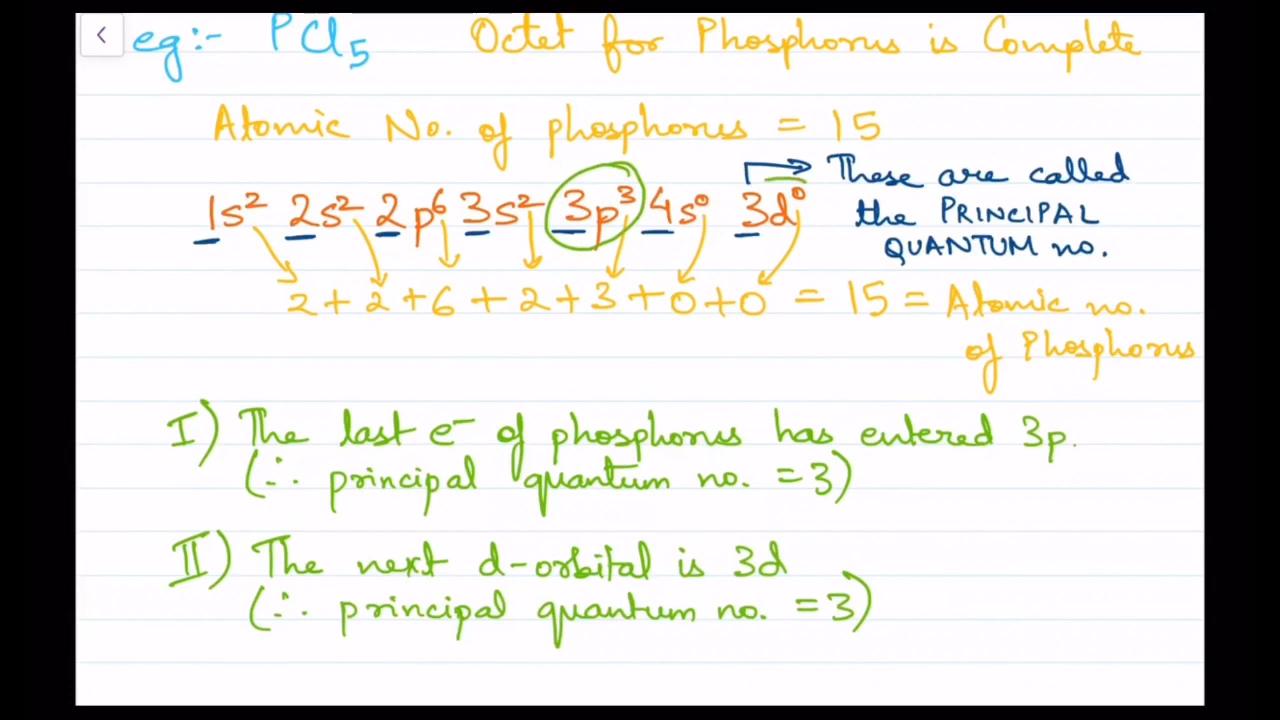 eg:- PCl₅ Octet for Phosphorus is Complete
Atomic No. of phosphorus = 15
1s² 2s² 2p⁶ 3s² 3p³ 4s⁰ 3d⁰ → These are called
the PRINCIPAL
QUANTUM no.
2 + 2 + 6 + 2 + 3 + 0 + 0 = 15 = Atomic no.
of Phosphorus
I) The last e⁻ of phosphorus has entered 3p.
(∴ principal quantum no. = 3)
II) The next d-orbital is 3d
(∴ principal quantum no. = 3)